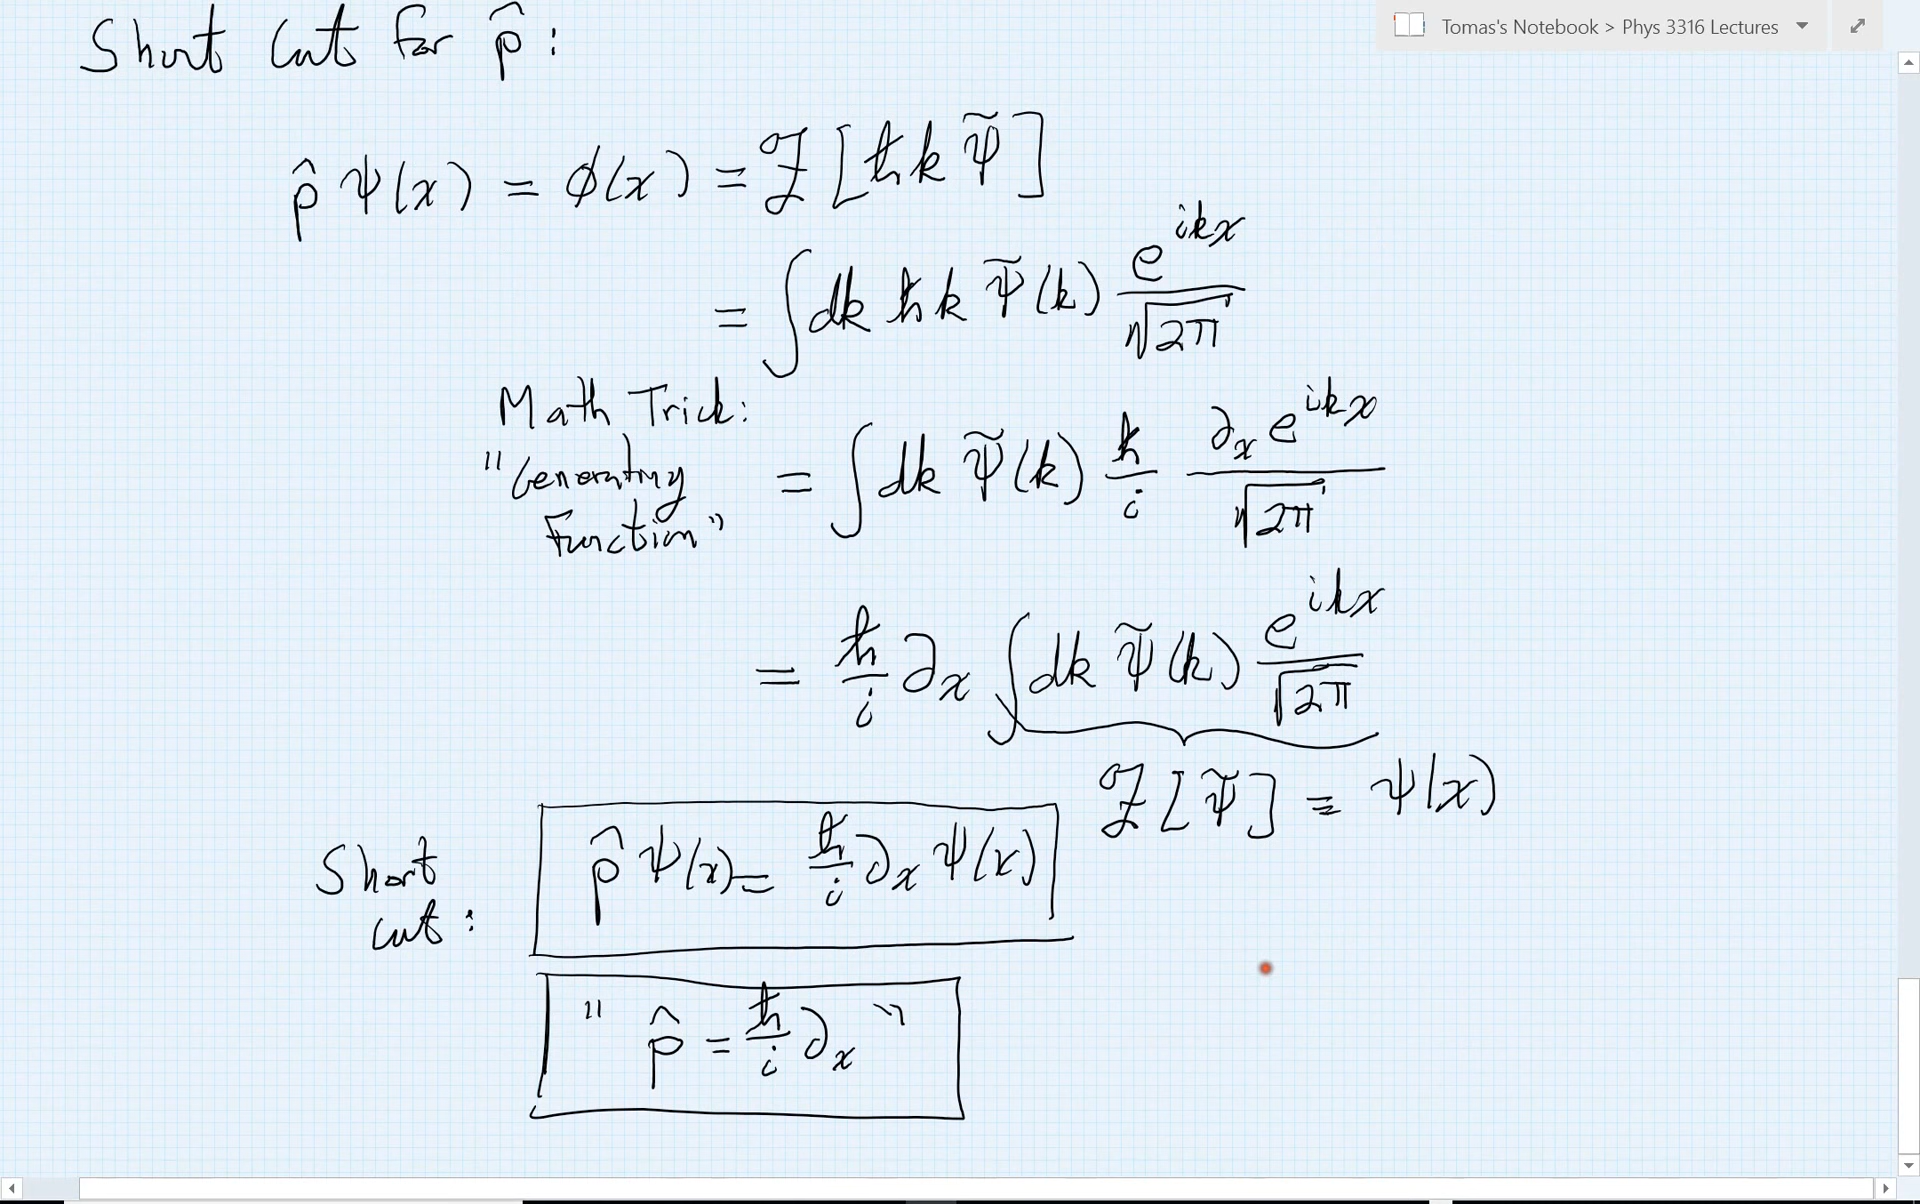 Short Cut for p̂ :
Tomas's Notebook > Phys 3316 Lectures
p̂ ψ(x) = ϕ(x) = ℱ[ħk ψ̃]
= ∫dk ħk ψ̃(k) e^{ikx}/√2π
Math Trick:
"Generating Function"
= ∫dk ψ̃(k) ħ/i ∂ₓe^{ikx}/√2π
= ħ/i ∂ₓ ∫dk ψ̃(k) e^{ikx}/√2π
ℱ[ψ̃] = ψ(x)
Short cut:
p̂ ψ(x) = ħ/i ∂ₓ ψ(x)
" p̂ = ħ/i ∂ₓ "